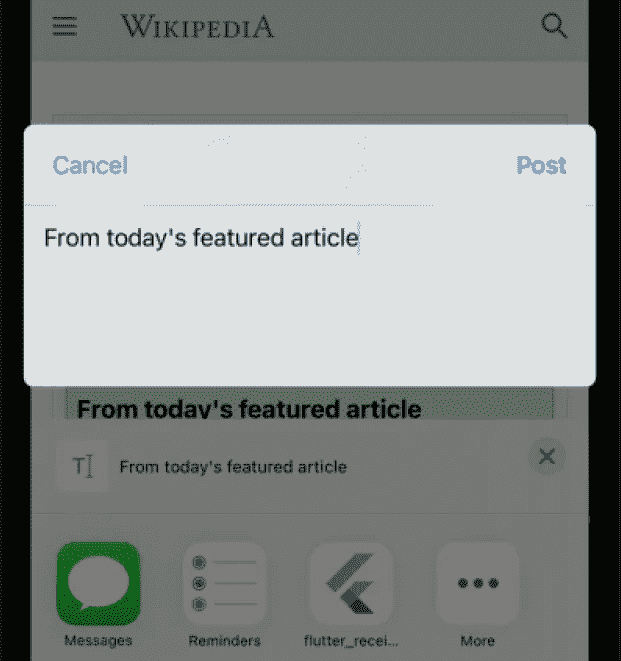 WIKIPEDIA
Cancel
Post
From today's featured article
From today's featured article
From today's featured article
Messages
Reminders
flutter_recei...
More